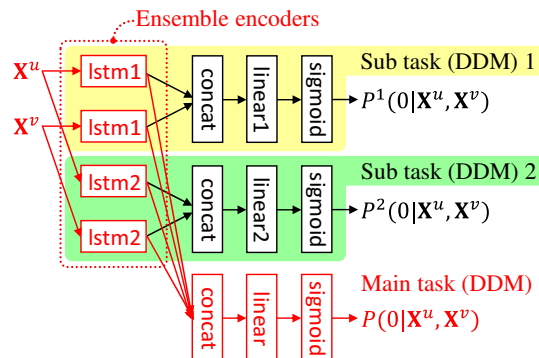 Ensemble encoders
Sub task (DDM) 1
X^u
lstm1
concat
linear1
sigmoid
P^1(0|X^u, X^v)
X^v
lstm1
Sub task (DDM) 2
lstm2
concat
linear2
sigmoid
P^2(0|X^u, X^v)
lstm2
Main task (DDM)
concat
linear
sigmoid
P(0|X^u, X^v)